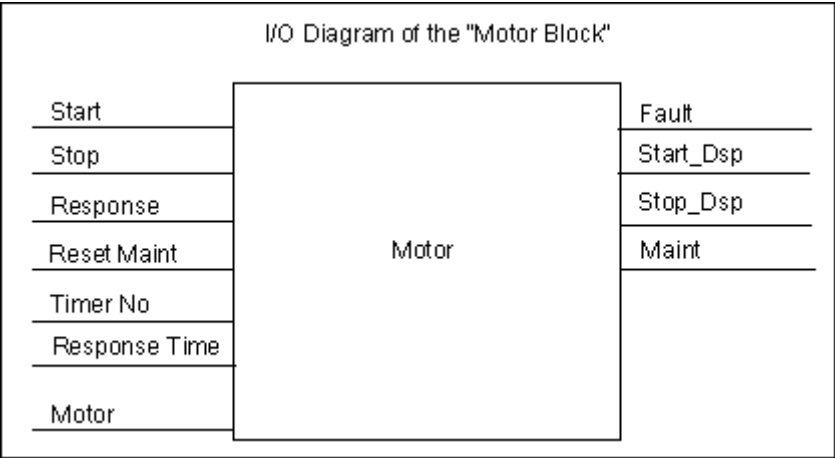 I/O Diagram of the "Motor Block"
Start
Stop
Response
Reset Maint
Timer No
Response Time
Motor
Motor
Fault
Start_Dsp
Stop_Dsp
Maint